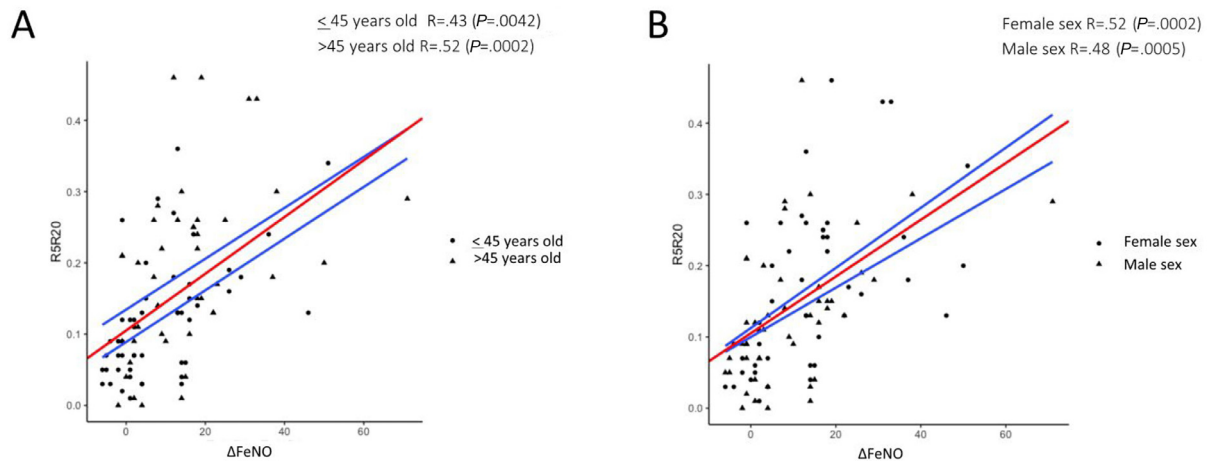 A
≤45 years old R=.43 (P=.0042)
>45 years old R=.52 (P=.0002)
0.4
0.3
0.2
0.1
0.0
R5R20
0
20
40
60
ΔFeNO
≤45 years old
>45 years old
B
Female sex R=.52 (P=.0002)
Male sex R=.48 (P=.0005)
0.4
0.3
0.2
0.1
0.0
R5R20
0
20
40
60
ΔFeNO
Female sex
Male sex